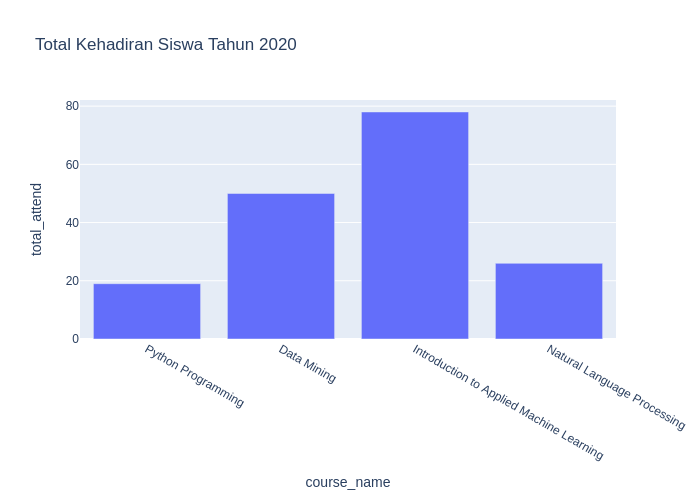 Total Kehadiran Siswa Tahun 2020
total_attend
80
60
40
20
0
Python Programming
Data Mining
Introduction to Applied Machine Learning
Natural Language Processing
course_name